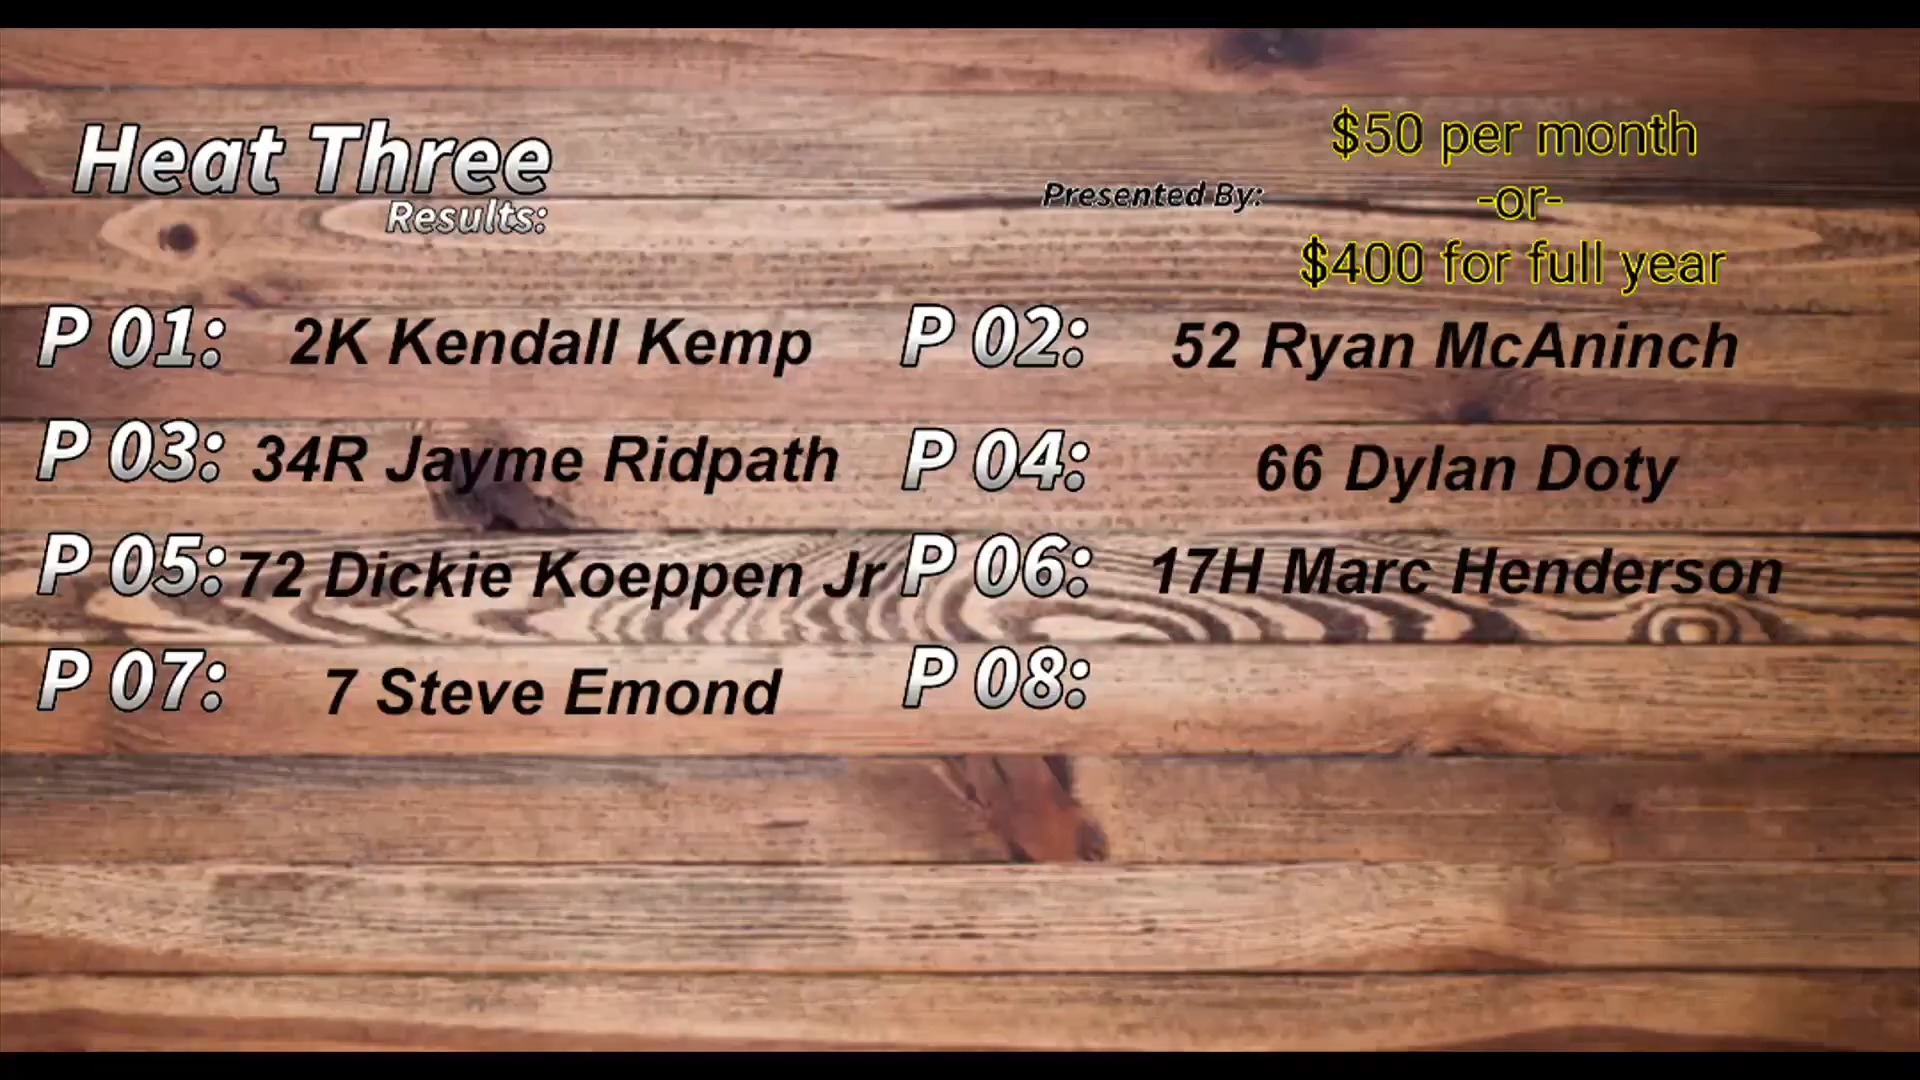 Heat Three
Results:
Presented By:
$50 per month
-or-
$400 for full year
P 01: 2K Kendall Kemp
P 02: 52 Ryan McAninch
P 03: 34R Jayme Ridpath
P 04: 66 Dylan Doty
P 05: 72 Dickie Koeppen Jr
P 06: 17H Marc Henderson
P 07: 7 Steve Emond
P 08: